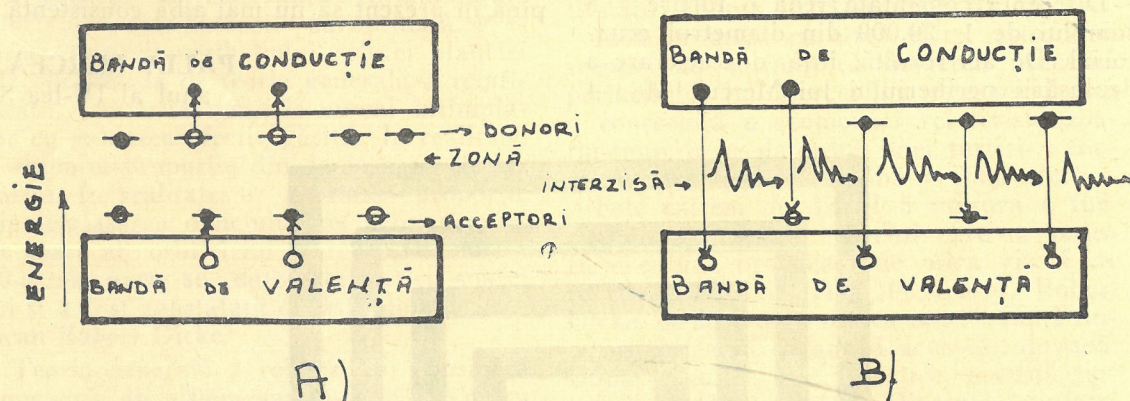 BANDĂ DE CONDUCȚIE
DONORI
ZONĂ
ACCEPTORI
ENERGIE
BANDĂ DE VALENȚĂ
A)
BANDĂ DE CONDUCȚIE
INTERZISĂ
BANDĂ DE VALENȚĂ
B)